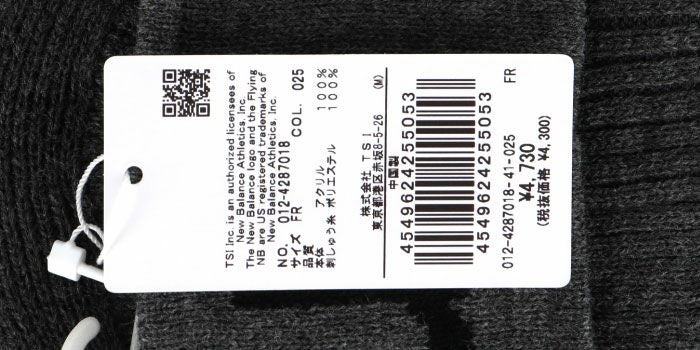 TSI Inc. is an authorized licensees of
New Balance Athletics, Inc.
The New Balance logo and the Flying
NB are US registered trademarks of
New Balance Athletics, Inc.
NO. 012-4287018 COL. 025
サイズ FR
品質
本体 アクリル 100%
刺しゅう糸 ポリエステル 100%
株式会社 TSI
東京都港区赤坂8-5-26 (M)
中国製
4549624255053
4549624255053
FR
012-4287018-41-025
¥4,730
(税抜価格 ¥4,300)